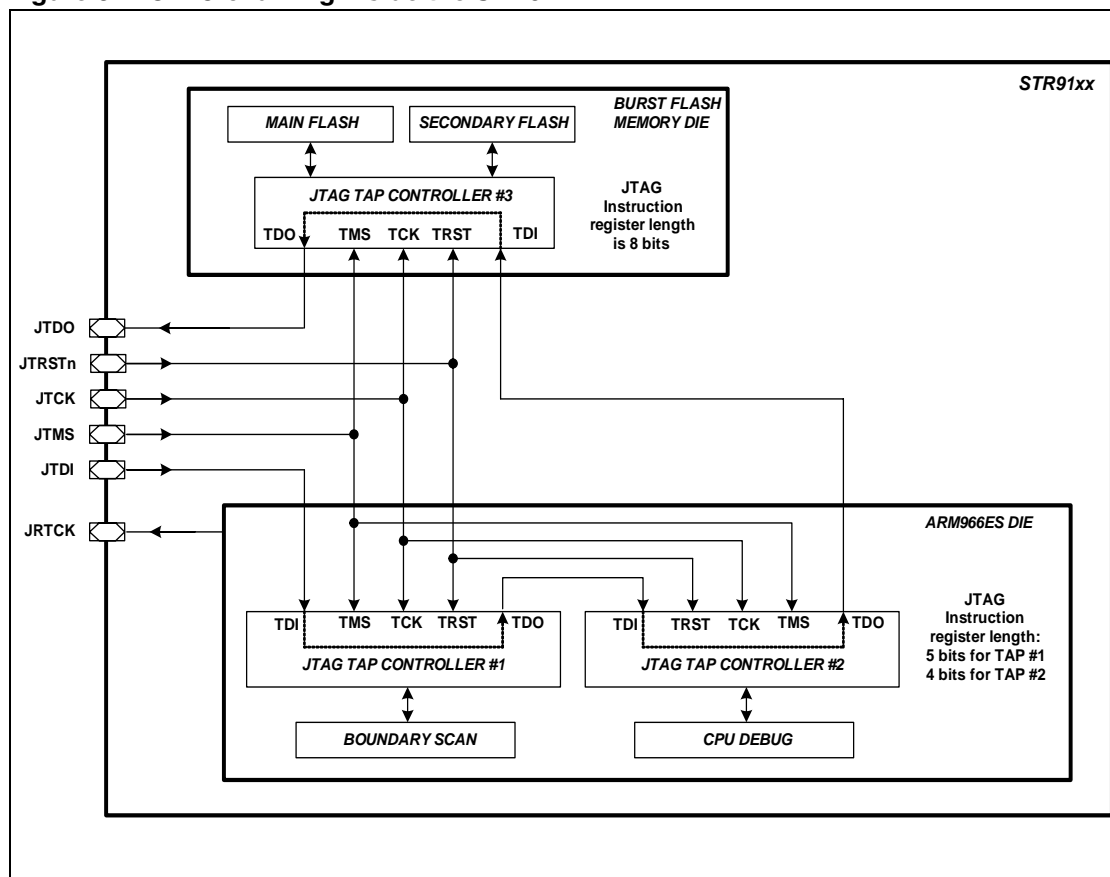 STR91xx
BURST FLASH
MEMORY DIE
MAIN FLASH
SECONDARY FLASH
JTAG TAP CONTROLLER #3
TDO TMS TCK TRST TDI
JTAG
Instruction
register length
is 8 bits
JTDO
JTRSTn
JTCK
JTMS
JTDI
JRTCK
ARM966ES DIE
TDI TMS TCK TRST TDO
JTAG TAP CONTROLLER #1
BOUNDARY SCAN
TDI TRST TCK TMS TDO
JTAG TAP CONTROLLER #2
CPU DEBUG
JTAG
Instruction
register length:
5 bits for TAP #1
4 bits for TAP #2